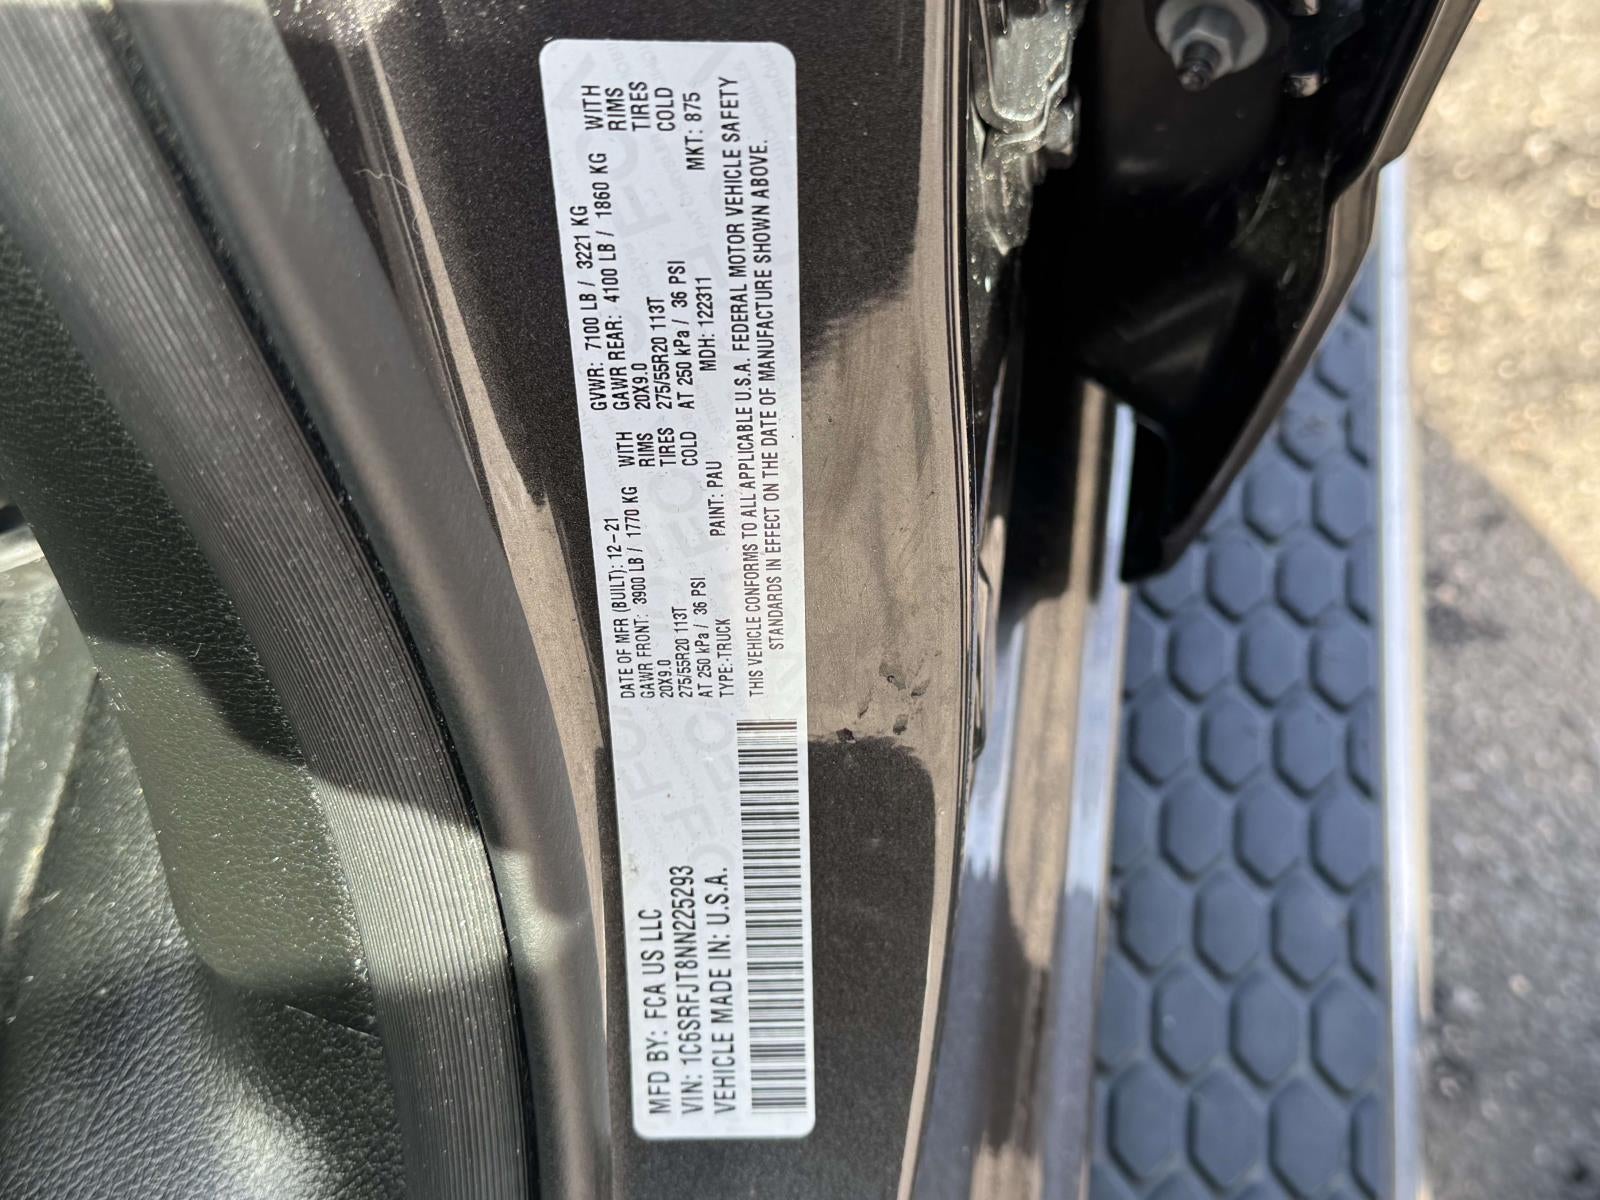 MFD BY: FCA US LLC
VIN: 1C6SRFJT8NN225293
VEHICLE MADE IN: U.S.A.
DATE OF MFR (BUILT): 12-21 GVWR: 7100 LB / 3221 KG
GAWR FRONT: 3900 LB / 1770 KG WITH GAWR REAR: 4100 LB / 1860 KG WITH
20X9.0 RIMS 20X9.0 RIMS
275/55R20 113T TIRES 275/55R20 113T TIRES
AT 250 kPa / 36 PSI COLD AT 250 kPa / 36 PSI COLD
TYPE: TRUCK PAINT: PAU MDH: 122311 MKT: 875
THIS VEHICLE CONFORMS TO ALL APPLICABLE U.S.A. FEDERAL MOTOR VEHICLE SAFETY
STANDARDS IN EFFECT ON THE DATE OF MANUFACTURE SHOWN ABOVE.